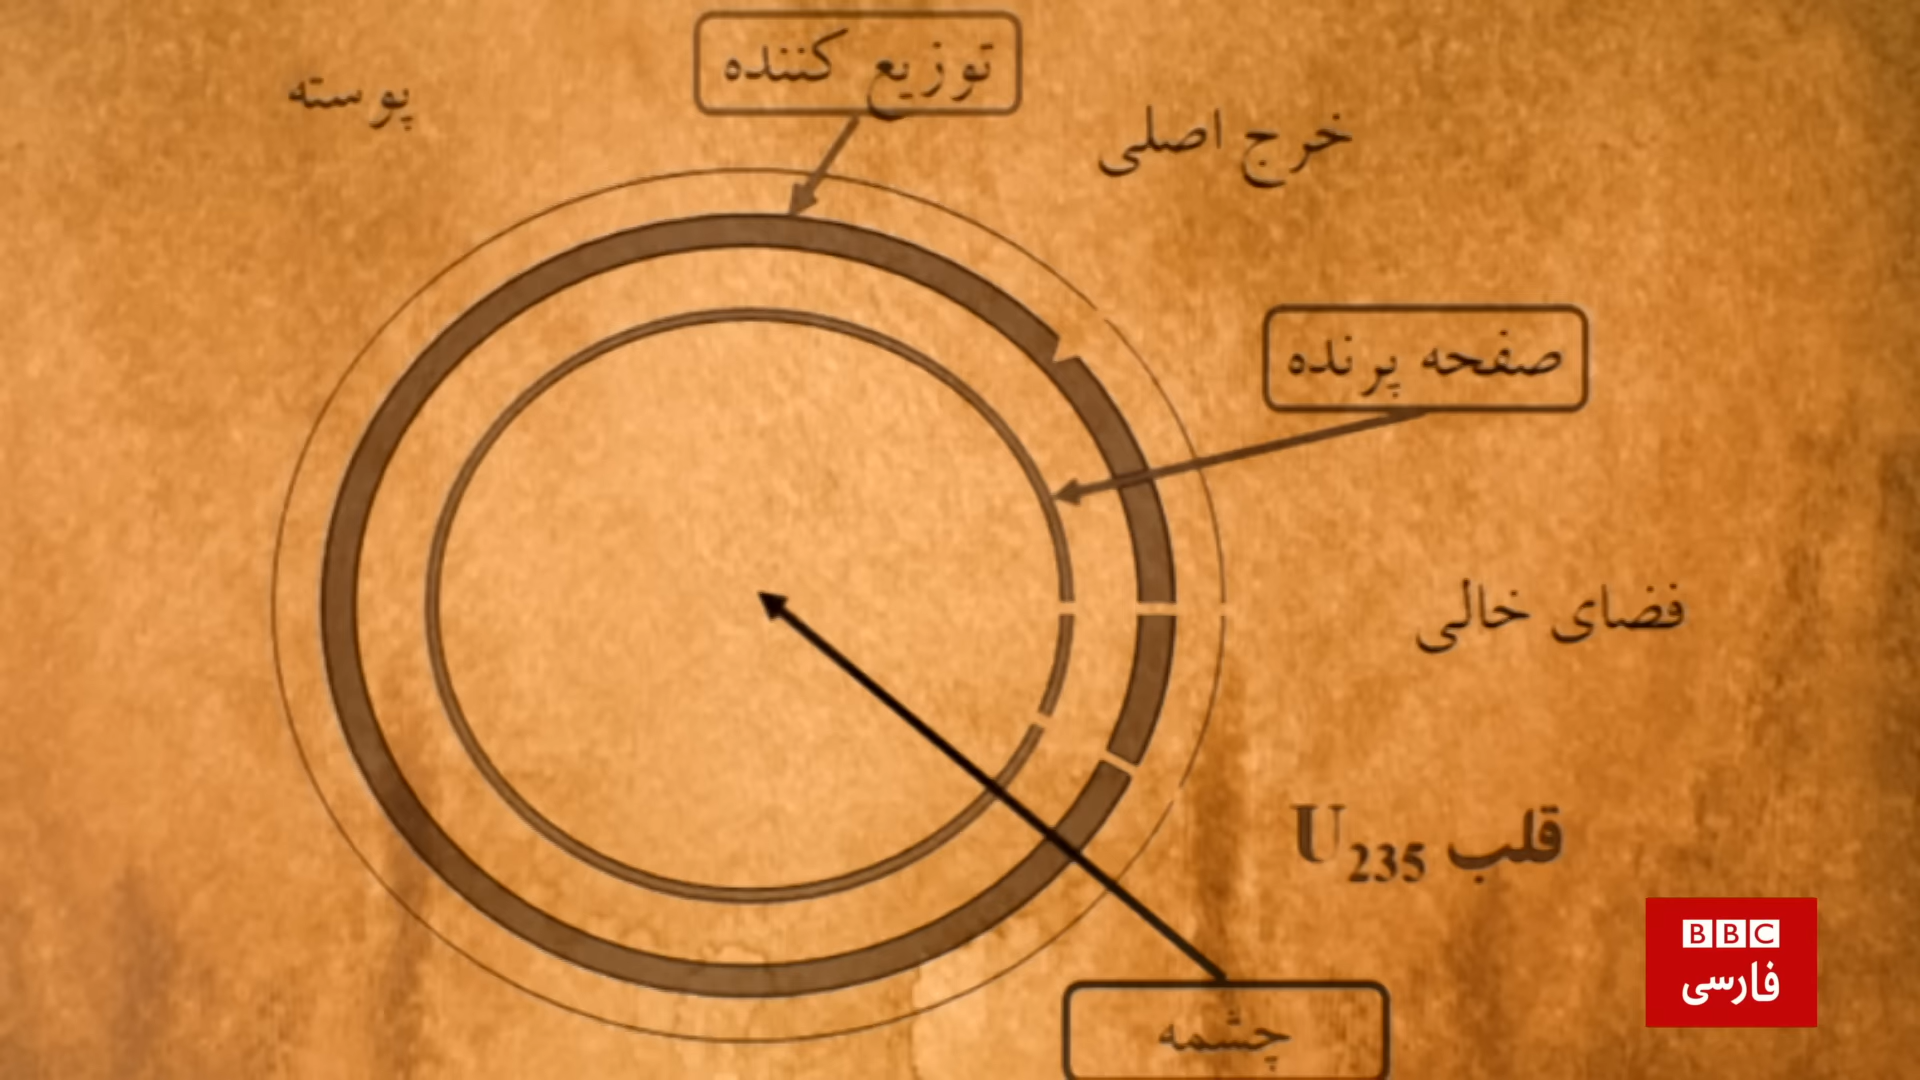 توزیع کننده
پوسته
خرج اصلی
صفحه پرنده
فضای خالی
قلب U235
چشمه
BBC
فارسی